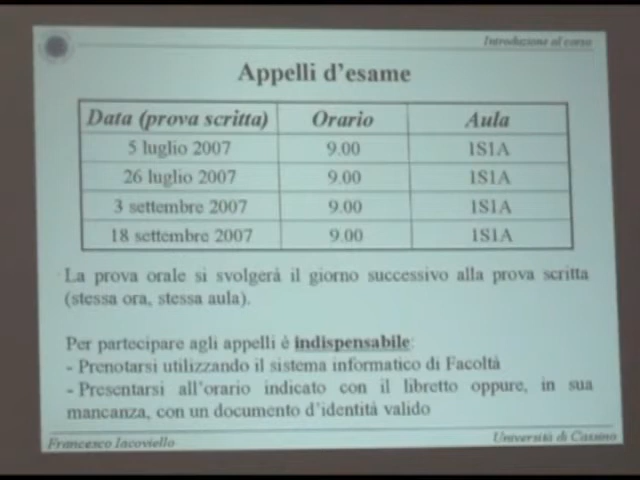 Introduzione al corso
Appelli d'esame
Data (prova scritta) Orario Aula
5 luglio 2007 9.00 1S1A
26 luglio 2007 9.00 1S1A
3 settembre 2007 9.00 1S1A
18 settembre 2007 9.00 1S1A
La prova orale si svolgerà il giorno successivo alla prova scritta
(stessa ora, stessa aula).
Per partecipare agli appelli è indispensabile:
- Prenotarsi utilizzando il sistema informatico di Facoltà
- Presentarsi all'orario indicato con il libretto oppure, in sua
mancanza, con un documento d'identità valido
Francesco Iacoviello Università di Cassino